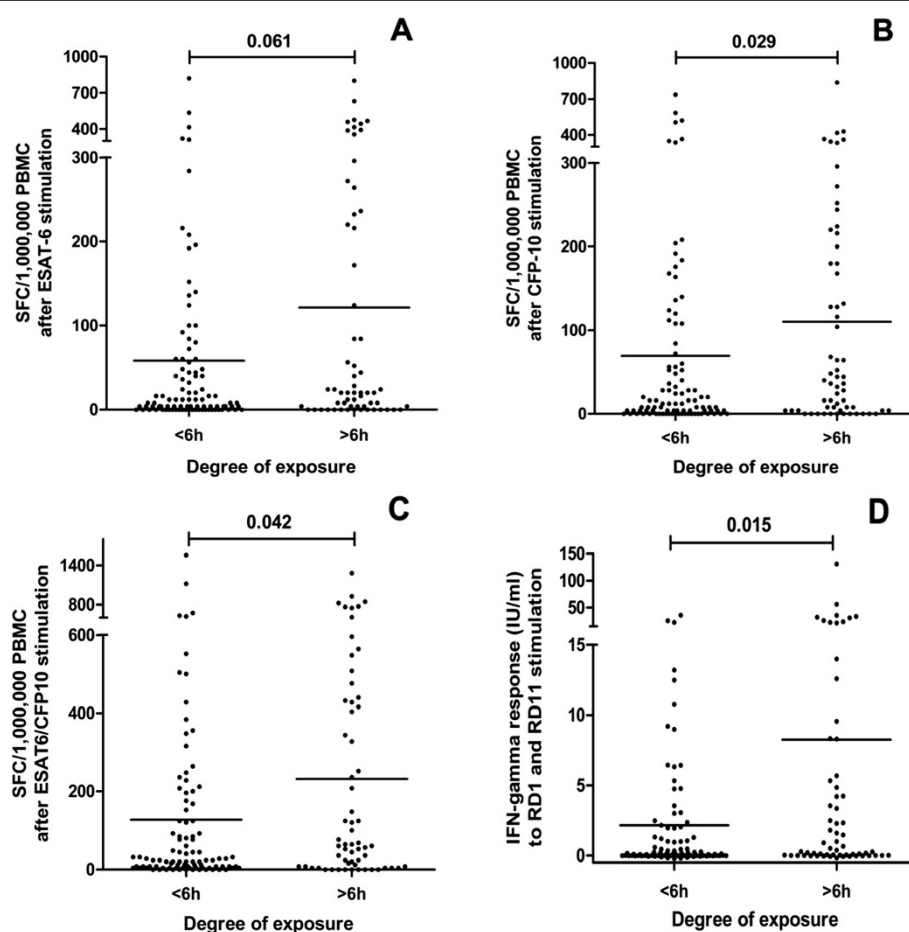 A
0.061
1000
800
600
400
300
200
100
0
SFC/1,000,000 PBMC
after ESAT-6 stimulation
<6h
>6h
Degree of exposure
B
0.029
1000
700
400
300
200
100
0
SFC/1,000,000 PBMC
after CFP-10 stimulation
<6h
>6h
Degree of exposure
C
0.042
1400
800
600
400
200
0
SFC/1,000,000 PBMC
after ESAT6/CFP10 stimulation
<6h
>6h
Degree of exposure
D
0.015
150
100
50
15
10
5
0
IFN-gamma response (IU/ml)
to RD1 and RD11 stimulation
<6h
>6h
Degree of exposure